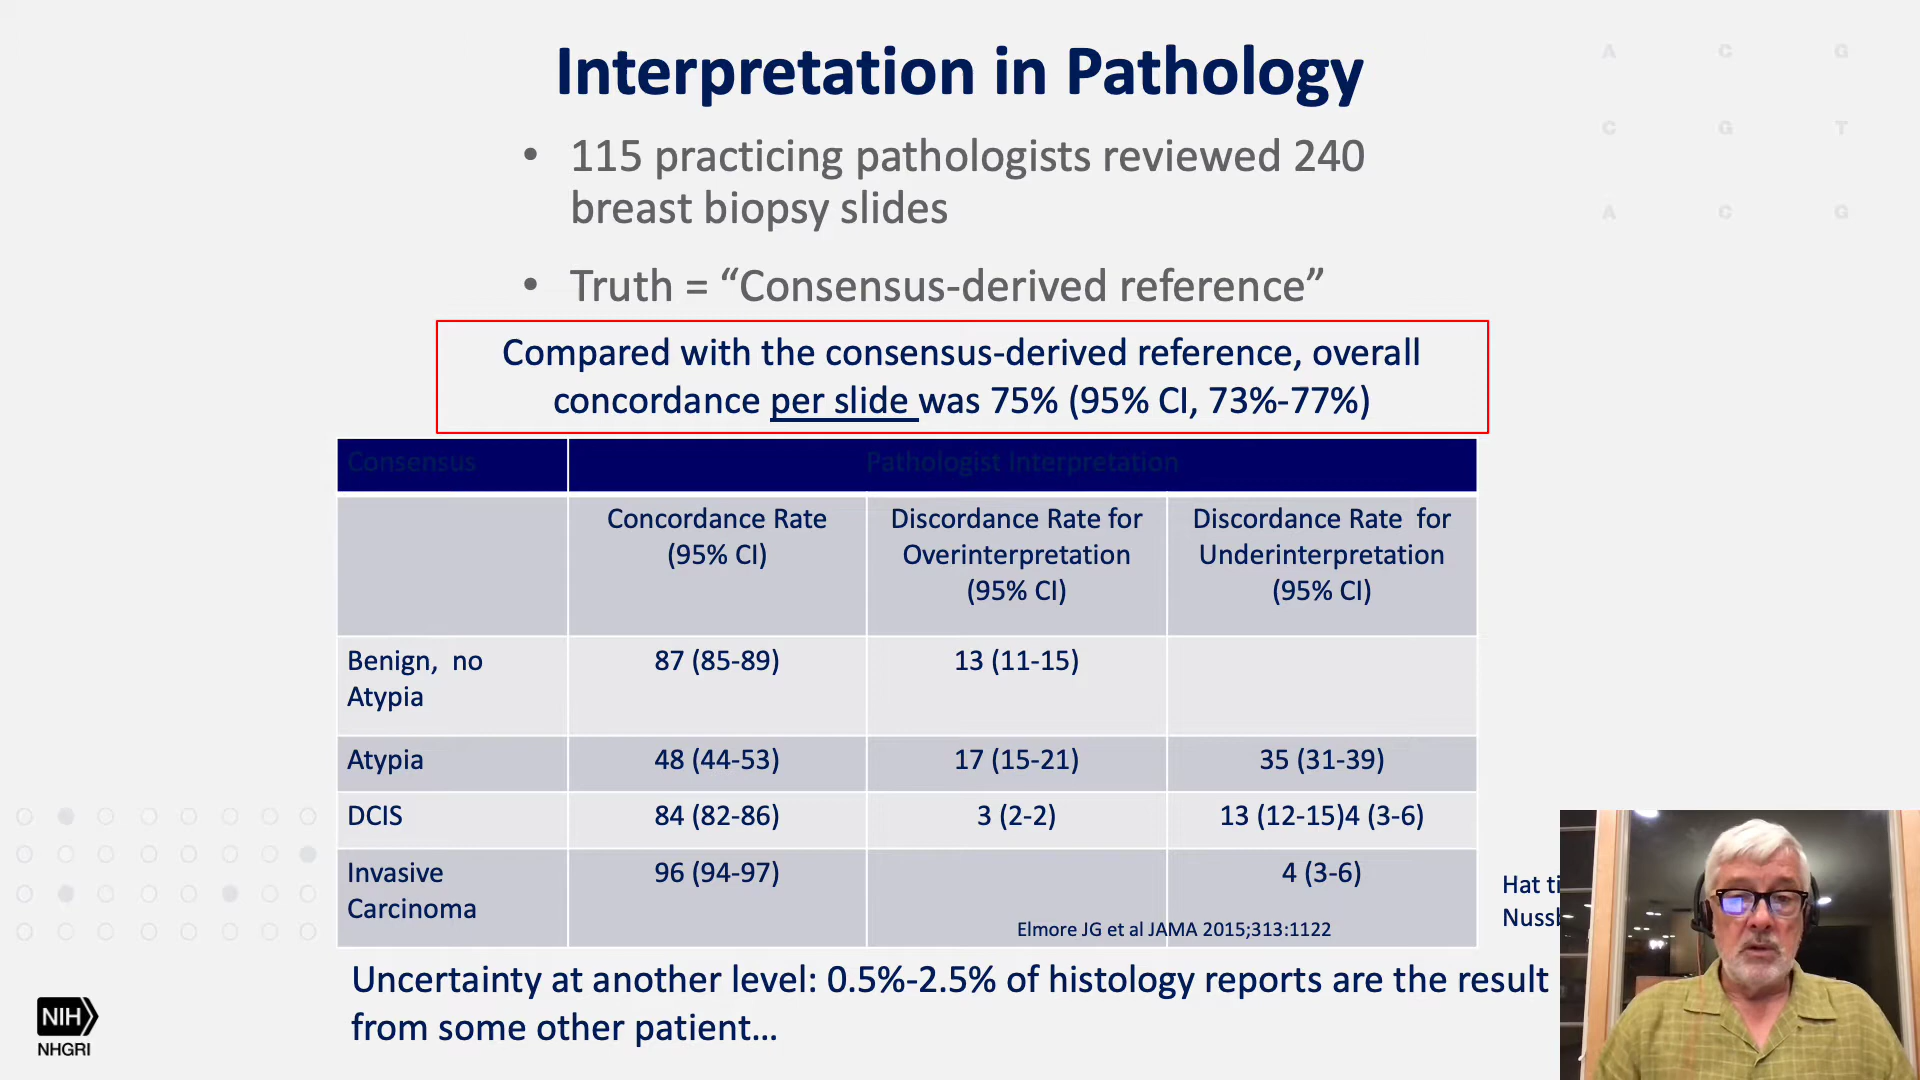 Interpretation in Pathology
A C G
C G T
A C G
• 115 practicing pathologists reviewed 240
breast biopsy slides
• Truth = “Consensus-derived reference”
Compared with the consensus-derived reference, overall
concordance per slide was 75% (95% CI, 73%-77%)
Consensus Pathologist Interpretation
Concordance Rate
(95% CI)
Discordance Rate for
Overinterpretation
(95% CI)
Discordance Rate for
Underinterpretation
(95% CI)
Benign, no
Atypia
87 (85-89) 13 (11-15)
Atypia 48 (44-53) 17 (15-21) 35 (31-39)
DCIS 84 (82-86) 3 (2-2) 13 (12-15)4 (3-6)
Invasive
Carcinoma
96 (94-97) 4 (3-6)
Elmore JG et al JAMA 2015;313:1122
Hat
Uncertainty at another level: 0.5%-2.5% of histology reports are the result
from some other patient...
NIH
NHGRI